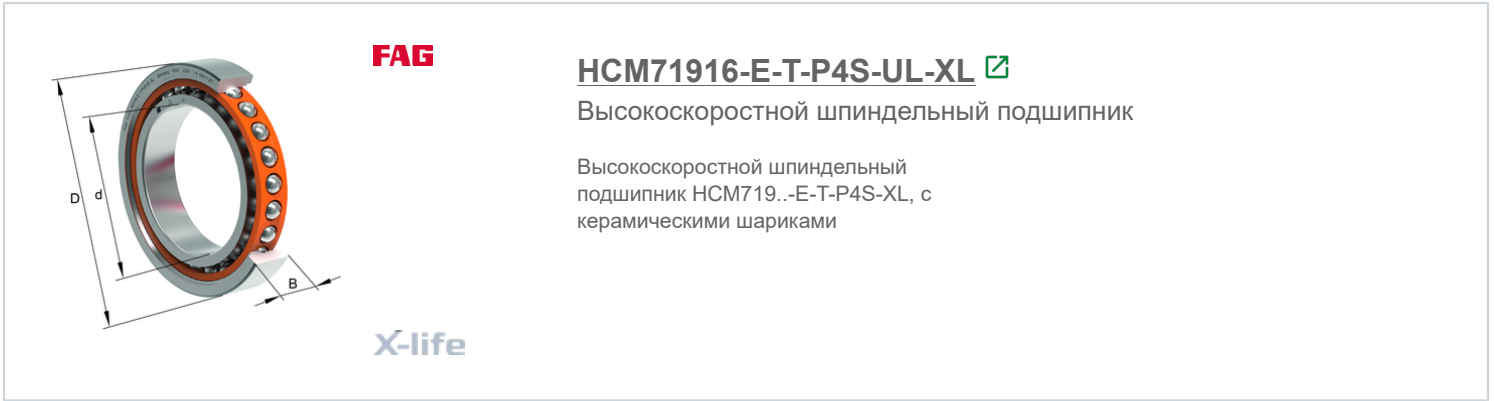 FAG
HCM71916-E-T-P4S-UL-XL
Высокоскоростной шпиндельный подшипник
Высокоскоростной шпиндельный
подшипник HCM719..-E-T-P4S-XL, с
керамическими шариками
D
d
B
X-life